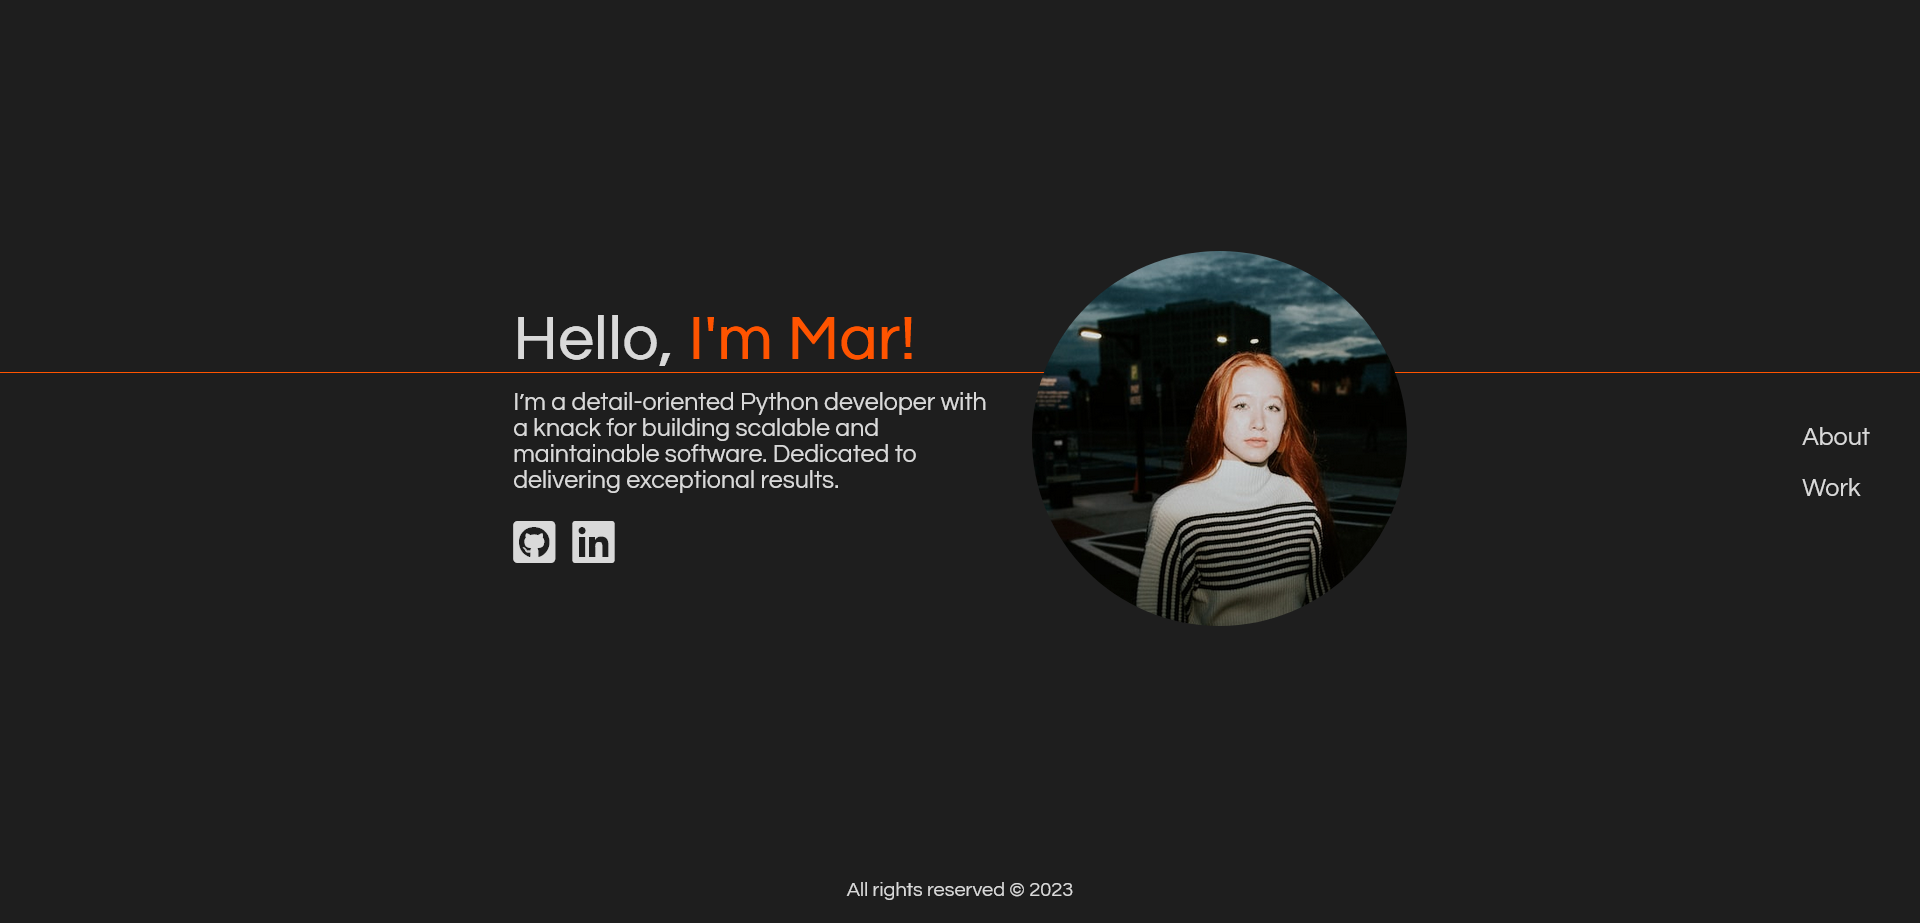 Hello, I'm Mar!
I’m a detail-oriented Python developer with
a knack for building scalable and
maintainable software. Dedicated to
delivering exceptional results.
in
About
Work
All rights reserved © 2023